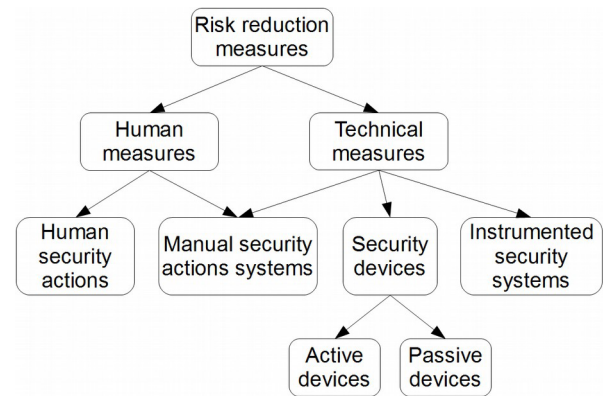 Risk reduction
measures
Human
measures
Technical
measures
Human
security
actions
Manual security
actions systems
Security
devices
Instrumented
security
systems
Active
devices
Passive
devices